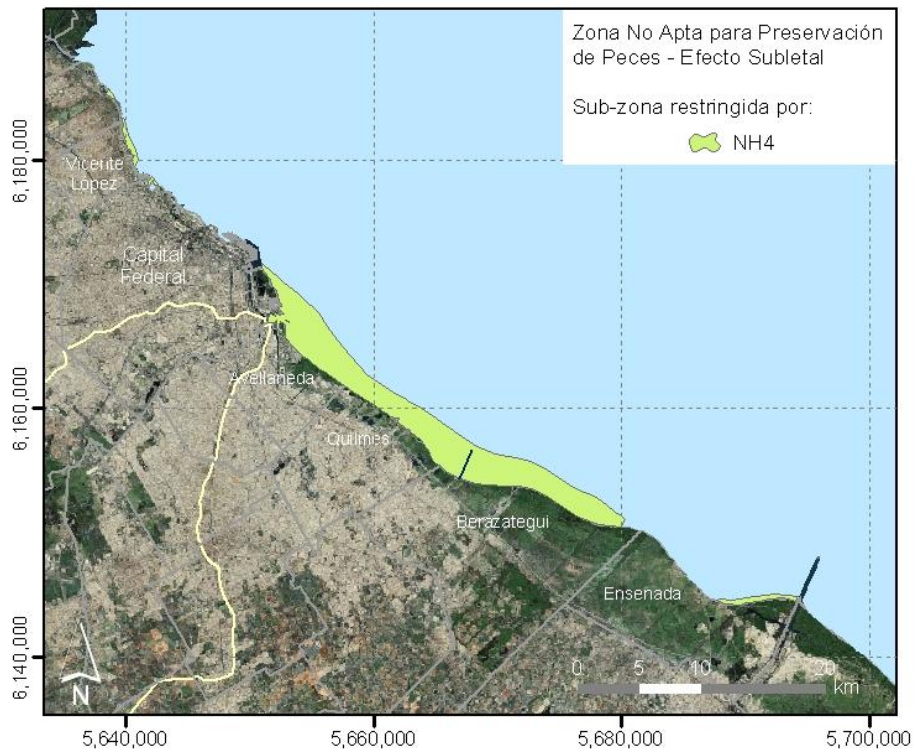 Zona No Apta para Preservación
de Peces - Efecto Subletal
Sub-zona restringida por:
NH4
6,180,000
6,160,000
6,140,000
Vicente
López
Capital
Federal
Avellaneda
Quilmes
Berazategui
Ensenada
N
0 5 10 20
km
5,640,000 5,660,000 5,680,000 5,700,000